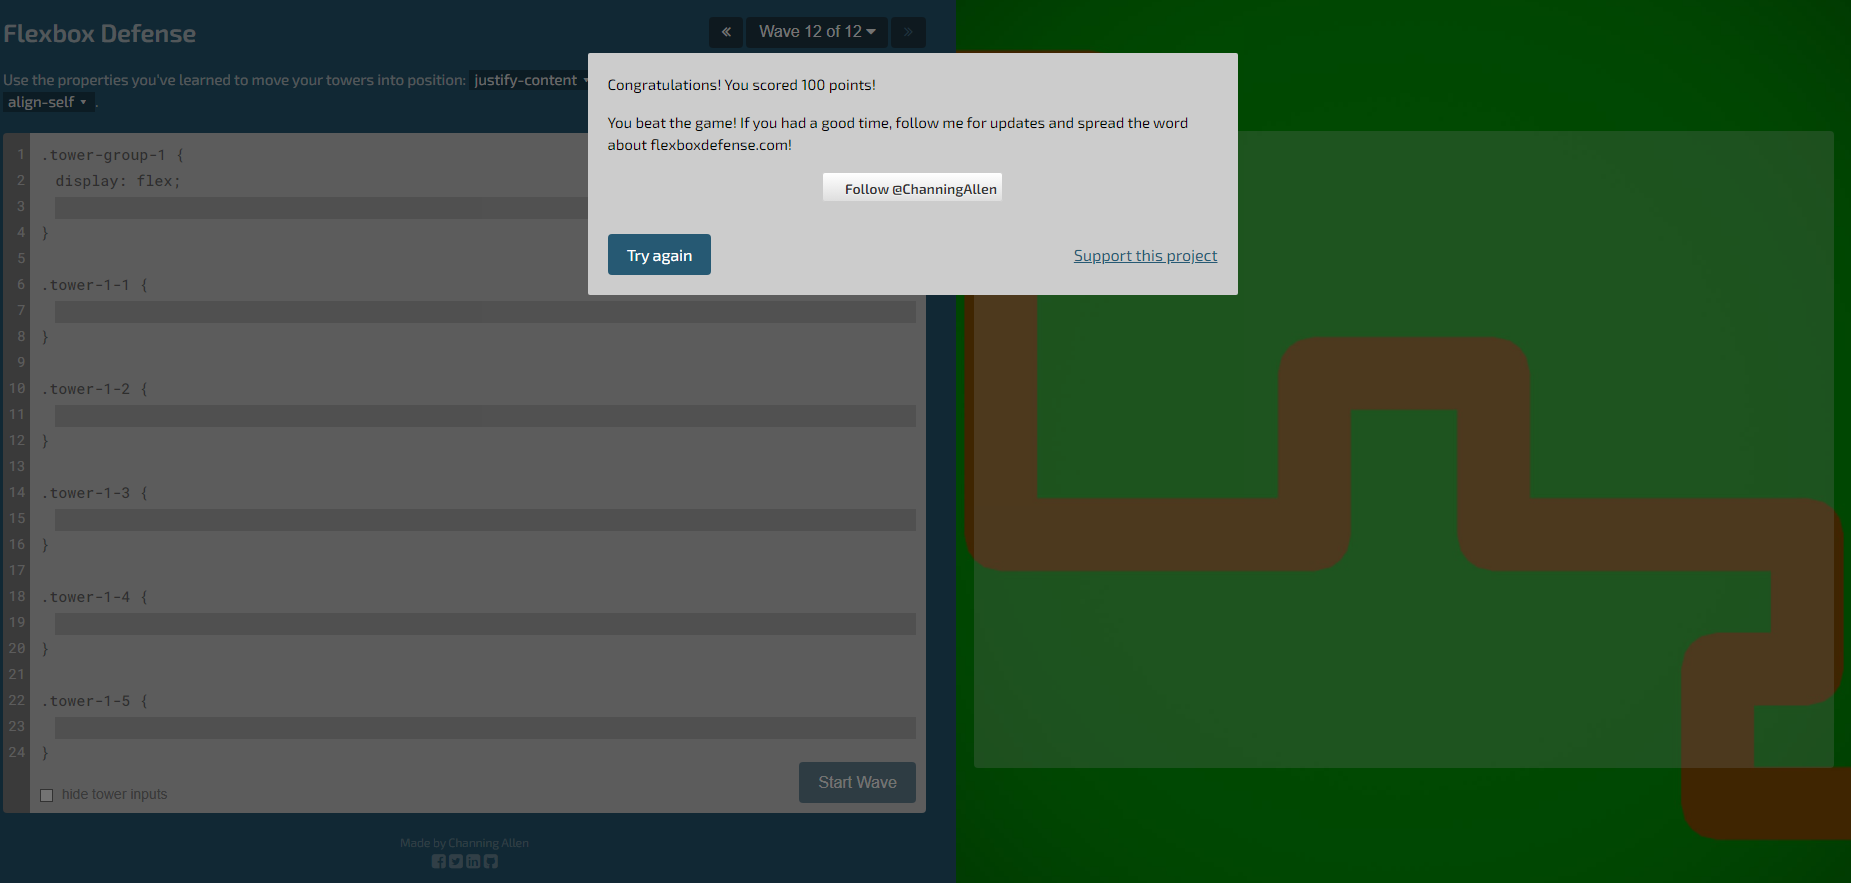 Flexbox Defense
«
Wave 12 of 12
»
Use the properties you've learned to move your towers into position: justify-content
align-self .
Congratulations! You scored 100 points!
You beat the game! If you had a good time, follow me for updates and spread the word
about flexboxdefense.com!
Follow @ChanningAllen
Try again
Support this project
1 .tower-group-1 {
2 display: flex;
3
4 }
5
6 .tower-1-1 {
7
8 }
9
10 .tower-1-2 {
11
12 }
13
14 .tower-1-3 {
15
16 }
17
18 .tower-1-4 {
19
20 }
21
22 .tower-1-5 {
23
24 }
hide tower inputs
Start Wave
Made by Channing Allen